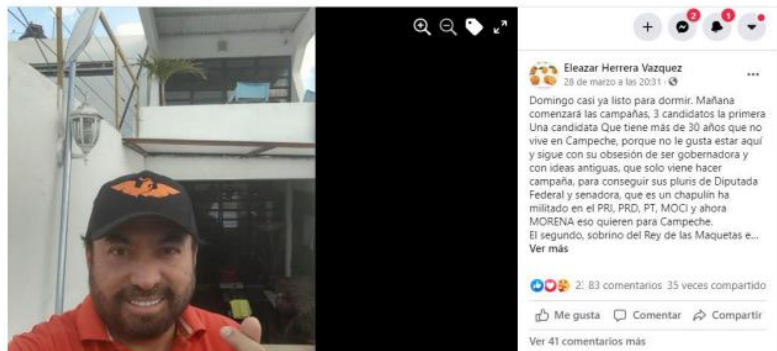 Eleazar Herrera Vazquez
28 de marzo a las 20:31 ·
Domingo casi ya listo para dormir. Mañana
comenzará las campañas, 3 candidatos la primera
Una candidata Que tiene más de 30 años que no
vive en Campeche, porque no le gusta estar aquí
y sigue con su obsesión de ser gobernadora y
con ideas antiguas, que solo viene hacer
campaña, para conseguir sus pluris de Diputada
Federal y senadora, que es un chapulín ha
militado en el PRI, PRD, PT, MOCI y ahora
MORENA eso quieren para Campeche.
El segundo, sobrino del Rey de las Maquetas e...
Ver más
83 comentarios 35 veces compartido
Me gusta Comentar Compartir
Ver 41 comentarios más
2
1